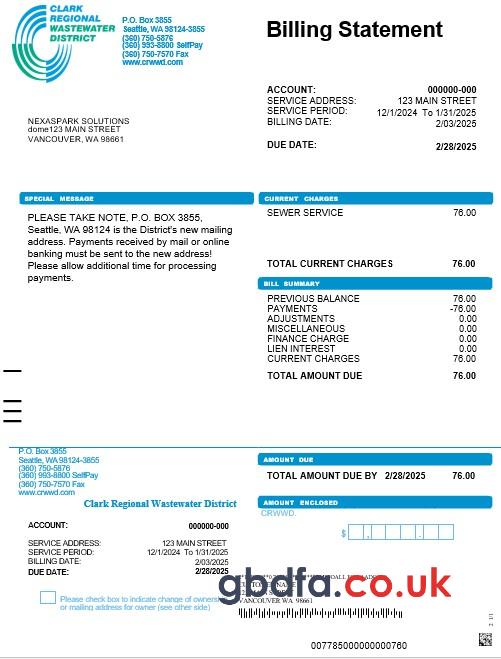 CLARK
REGIONAL
WASTEWATER
DISTRICT
P.O. Box 3855
Seattle, WA 98124-3855
(360) 750-5876
(360) 993-8800 SelfPay
(360) 750-7570 Fax
www.crwwd.com
Billing Statement
ACCOUNT: 000000-000
SERVICE ADDRESS: 123 MAIN STREET
SERVICE PERIOD: 12/1/2024 To 1/31/2025
BILLING DATE: 2/03/2025
DUE DATE: 2/28/2025
NEXASPARK SOLUTIONS
dome123 MAIN STREET
VANCOUVER, WA 98661
SPECIAL MESSAGE
PLEASE TAKE NOTE, P.O. BOX 3855,
Seattle, WA 98124 is the District's new mailing
address. Payments received by mail or online
banking must be sent to the new address!
Please allow additional time for processing
payments.
CURRENT CHARGES
SEWER SERVICE 76.00
TOTAL CURRENT CHARGES 76.00
BILL SUMMARY
PREVIOUS BALANCE 76.00
PAYMENTS -76.00
ADJUSTMENTS 0.00
MISCELLANEOUS 0.00
FINANCE CHARGE 0.00
LIEN INTEREST 0.00
CURRENT CHARGES 76.00
TOTAL AMOUNT DUE 76.00
P.O. Box 3855
Seattle, WA 98124-3855
(360) 750-5876
(360) 993-8800 SelfPay
(360) 750-7570 Fax
www.crwwd.com
Clark Regional Wastewater District
ACCOUNT: 000000-000
SERVICE ADDRESS: 123 MAIN STREET
SERVICE PERIOD: 12/1/2024 To 1/31/2025
BILLING DATE: 2/03/2025
DUE DATE: 2/28/2025
Please check box to indicate change of ownership
or mailing address for owner (see other side)
AMOUNT DUE
TOTAL AMOUNT DUE BY 2/28/2025 76.00
AMOUNT ENCLOSED
CRWWD.
$
gbdfa.co.uk
VANCOUVER, WA 98661
007785000000000760
2 1/1